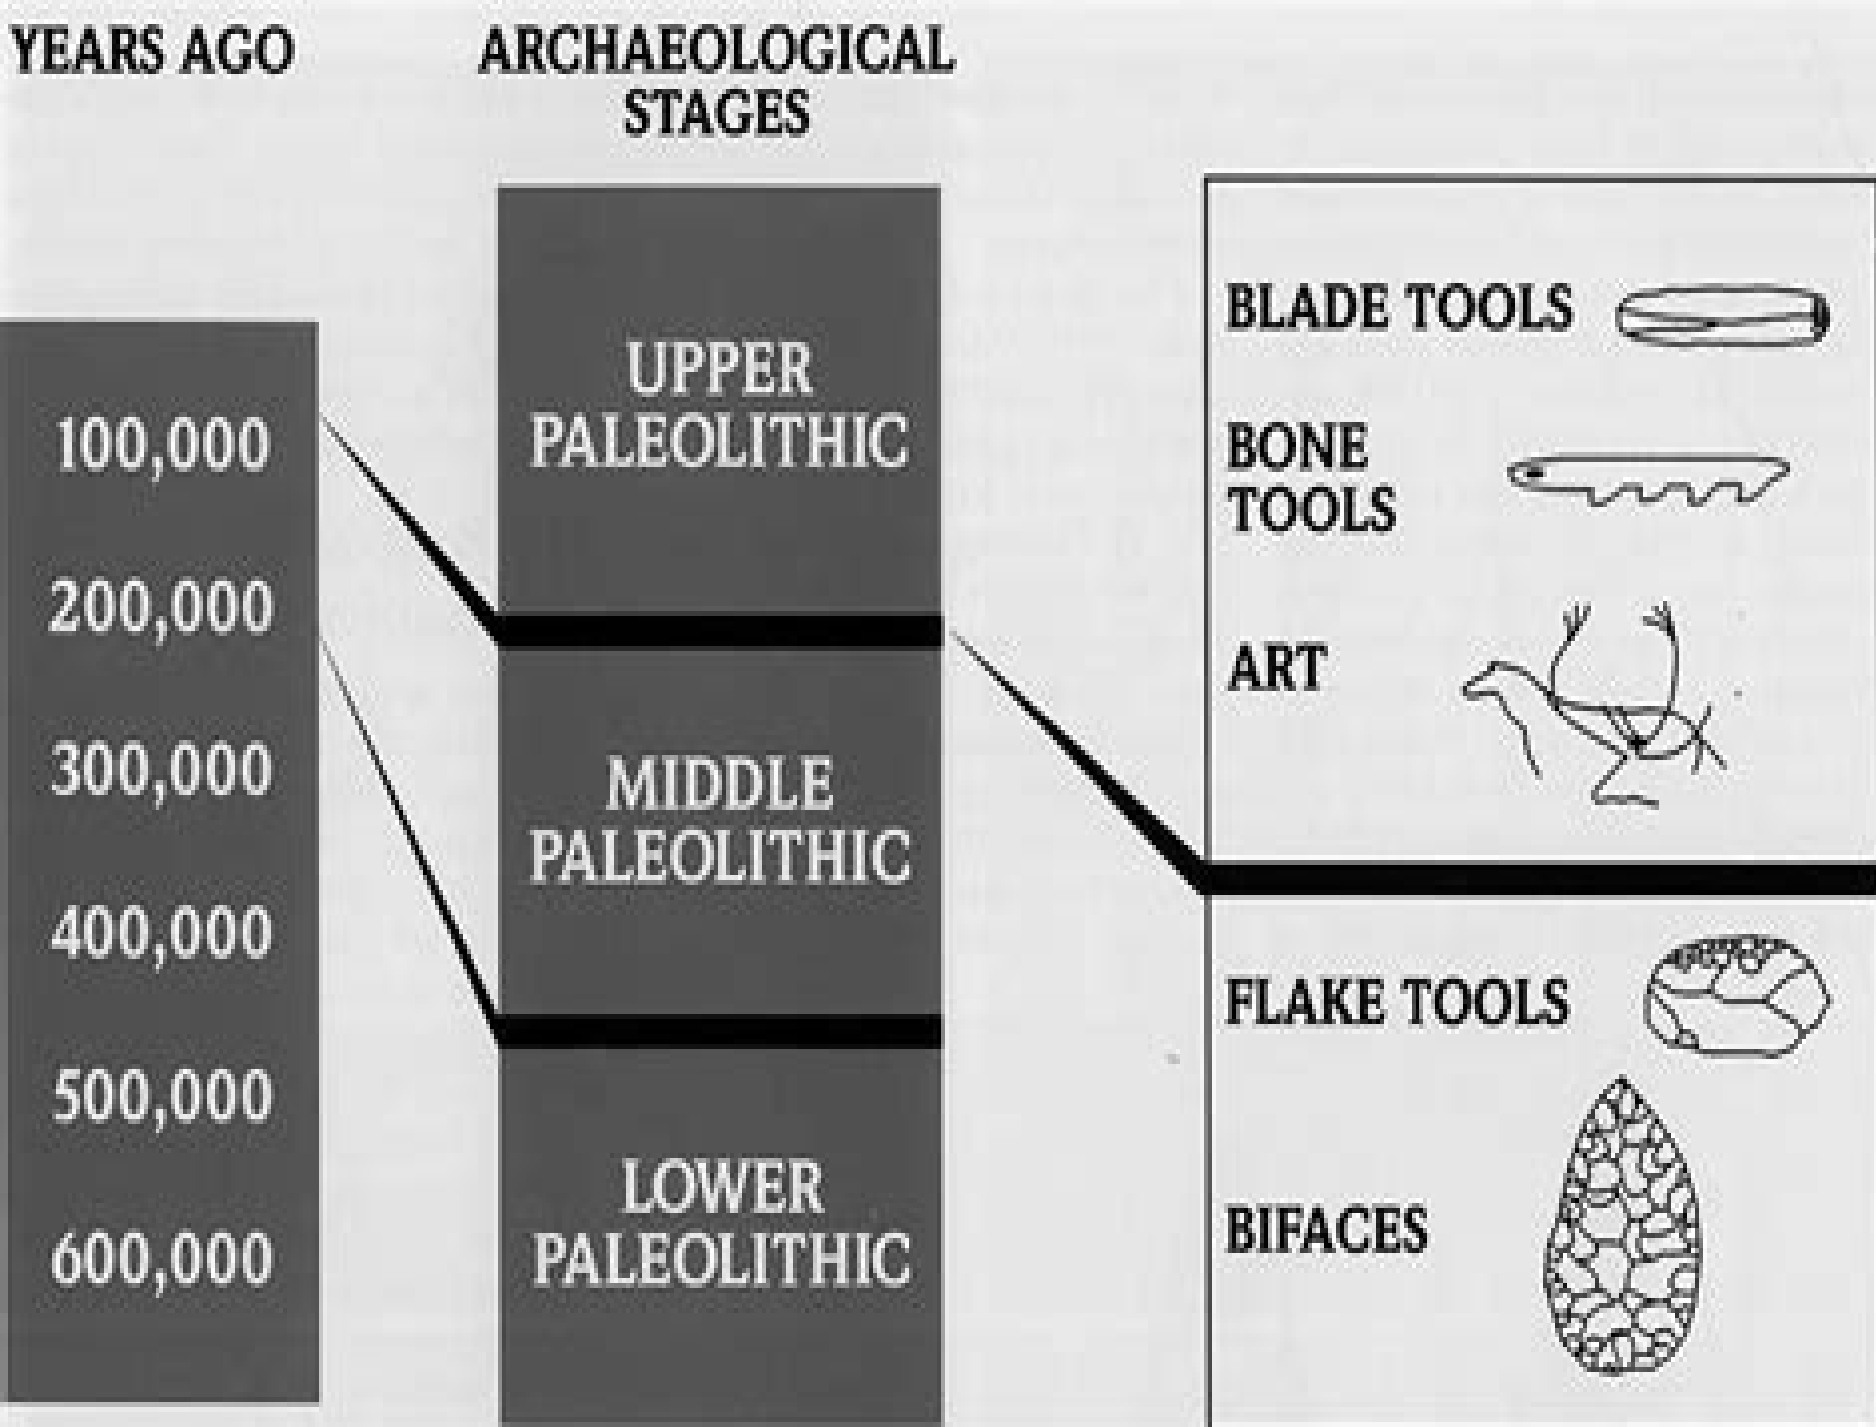 YEARS AGO
ARCHAEOLOGICAL
STAGES
100,000
200,000
300,000
400,000
500,000
600,000
UPPER
PALEOLITHIC
MIDDLE
PALEOLITHIC
LOWER
PALEOLITHIC
BLADE TOOLS
BONE
TOOLS
ART
FLAKE TOOLS
BIFACES